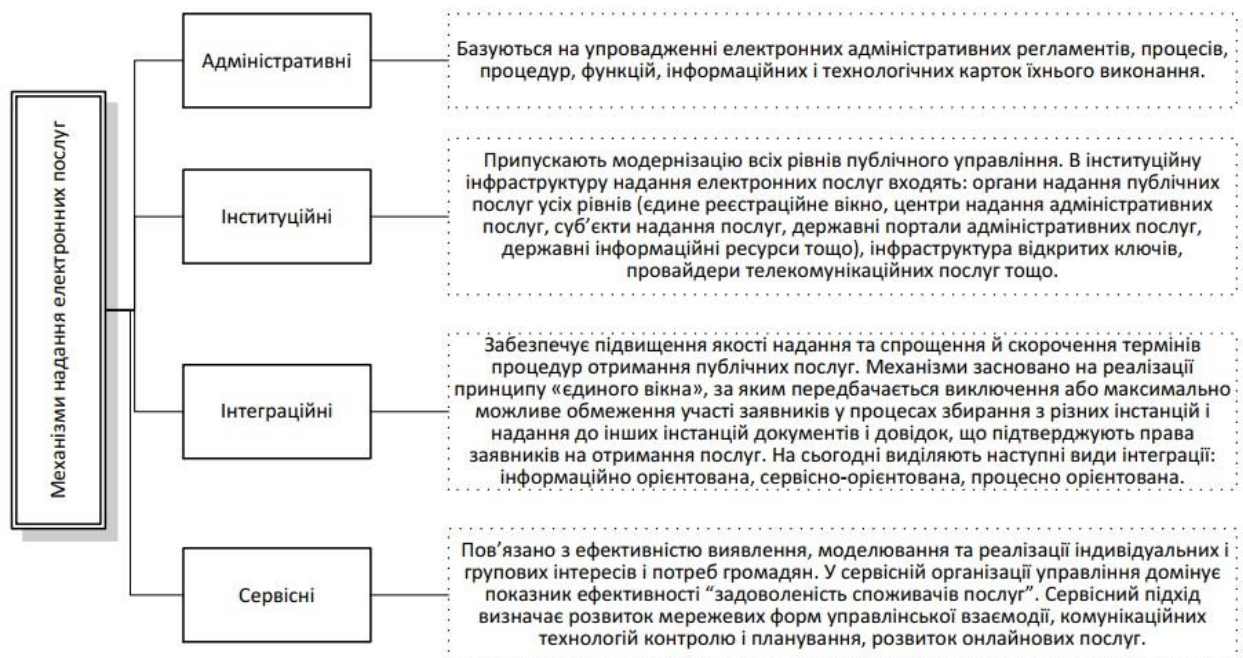 Механізми надання електронних послуг
Адміністративні
Базуються на упровадженні електронних адміністративних регламентів, процесів,
процедур, функцій, інформаційних і технологічних карток їхнього виконання.
Інституційні
Припускають модернізацію всіх рівнів публічного управління. В інституційну
інфраструктуру надання електронних послуг входять: органи надання публічних
послуг усіх рівнів (єдине реєстраційне вікно, центри надання адміністративних
послуг, суб’єкти надання послуг, державні портали адміністративних послуг,
державні інформаційні ресурси тощо), інфраструктура відкритих ключів,
провайдери телекомунікаційних послуг тощо.
Інтеграційні
Забезпечує підвищення якості надання та спрощення й скорочення термінів
процедур отримання публічних послуг. Механізми засновано на реалізації
принципу «єдиного вікна», за яким передбачається виключення або максимально
можливе обмеження участі заявників у процесах збирання з різних інстанцій і
надання до інших інстанцій документів і довідок, що підтверджують права
заявників на отримання послуг. На сьогодні виділяють наступні види інтеграції:
інформаційно орієнтована, сервісно-орієнтована, процесно орієнтована.
Сервісні
Пов’язано з ефективністю виявлення, моделювання та реалізації індивідуальних і
групових інтересів і потреб громадян. У сервісній організації управління домінує
показник ефективності “задоволеність споживачів послуг”. Сервісний підхід
визначає розвиток мережевих форм управлінської взаємодії, комунікаційних
технологій контролю і планування, розвиток онлайнових послуг.